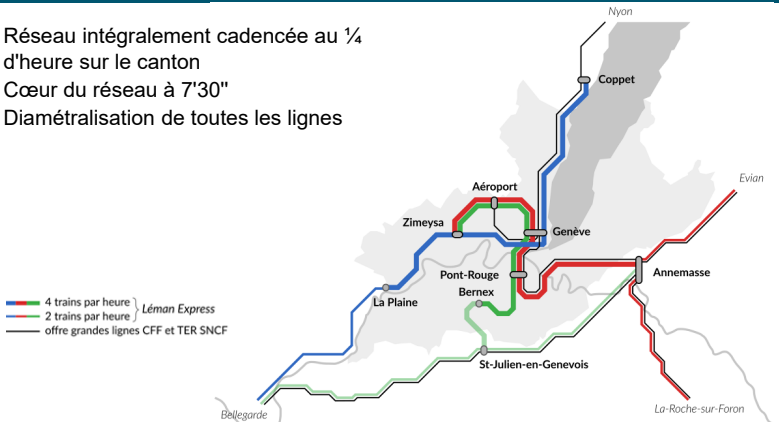 Réseau intégralement cadencée au ¼
d'heure sur le canton
Cœur du réseau à 7'30"
Diamétralisation de toutes les lignes
Nyon
Coppet
Evian
Aéroport
Zimeysa
Genève
Pont-Rouge
Annemasse
Bernex
La Plaine
4 trains par heure
Léman Express
2 trains par heure
offre grandes lignes CFF et TER SNCF
St-Julien-en-Genevois
Bellegarde
La-Roche-sur-Foron